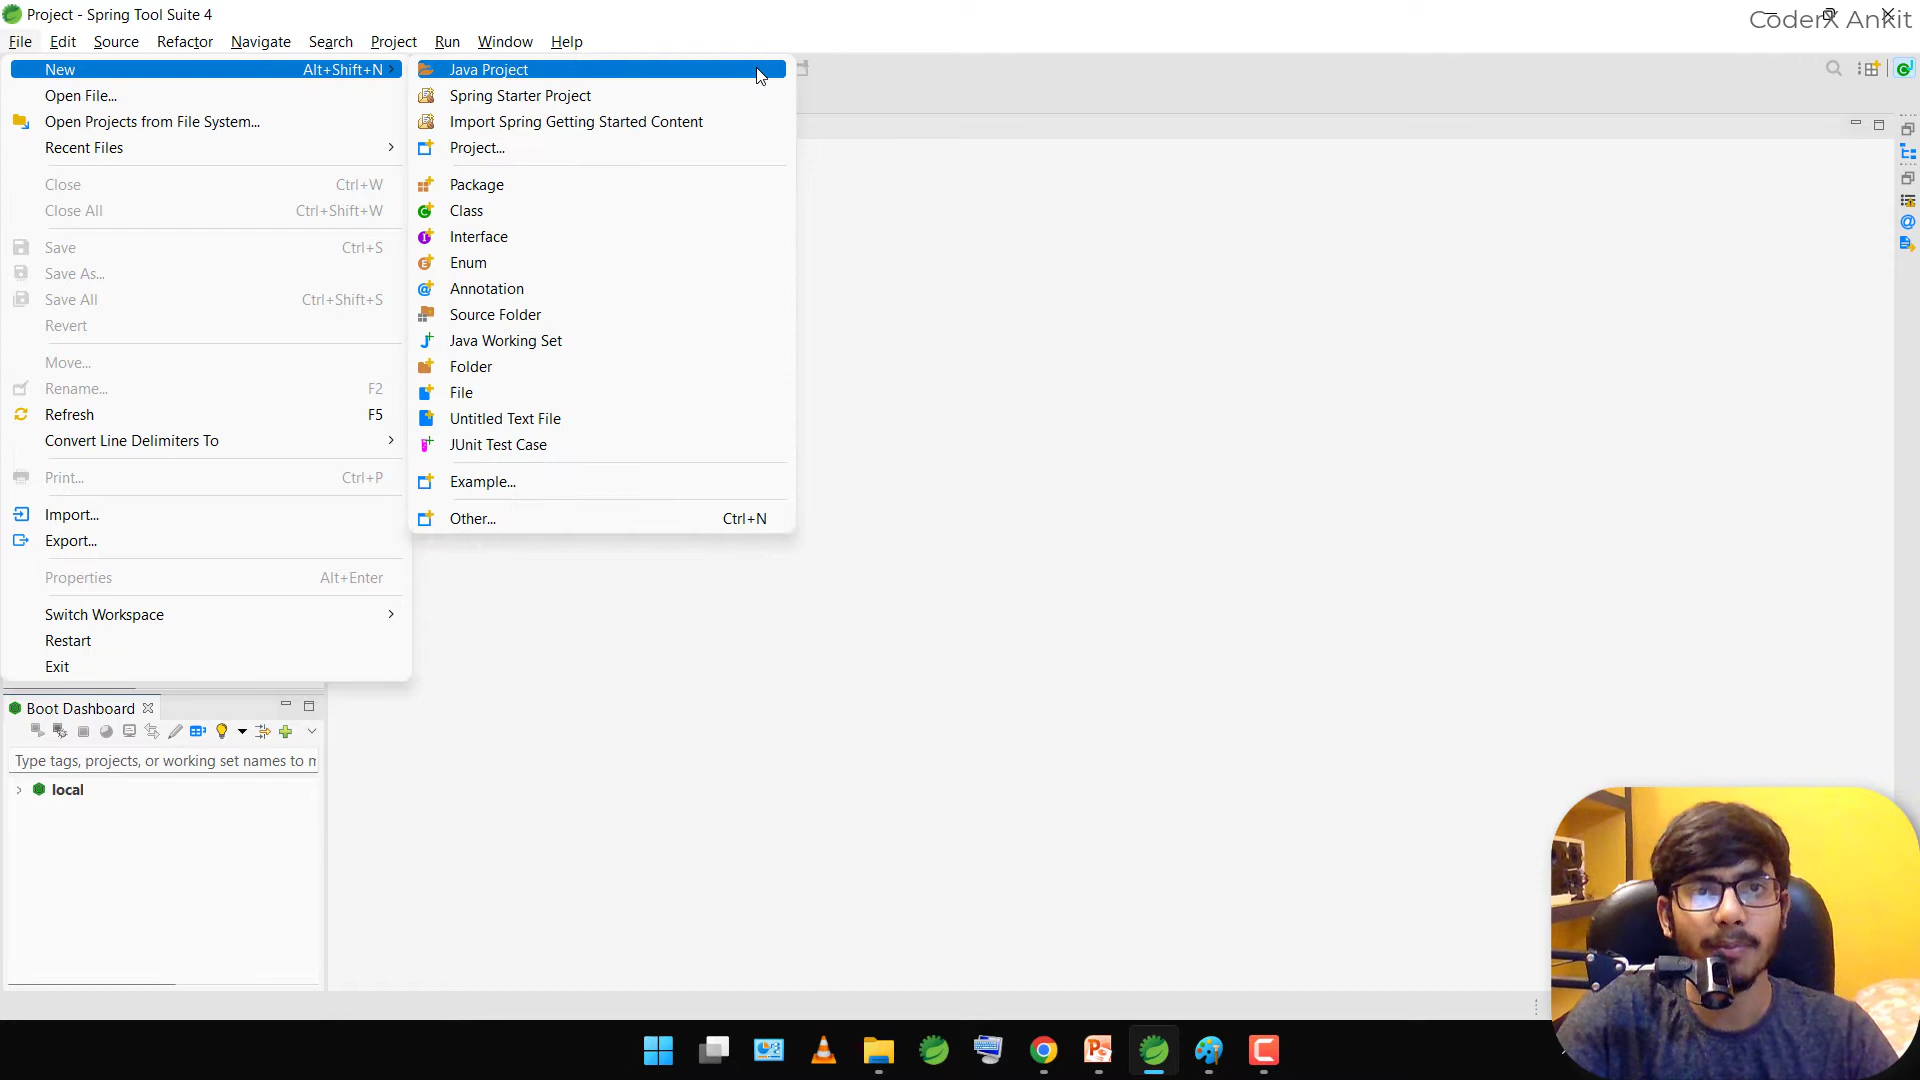 Project - Spring Tool Suite 4
CoderX Ankit
File Edit Source Refactor Navigate Search Project Run Window Help
New Alt+Shift+N
Open File...
Open Projects from File System...
Recent Files
Close Ctrl+W
Close All Ctrl+Shift+W
Save Ctrl+S
Save As...
Save All Ctrl+Shift+S
Revert
Move...
Rename... F2
Refresh F5
Convert Line Delimiters To
Print... Ctrl+P
Import...
Export...
Properties Alt+Enter
Switch Workspace
Restart
Exit
Java Project
Spring Starter Project
Import Spring Getting Started Content
Project...
Package
Class
Interface
Enum
Annotation
Source Folder
Java Working Set
Folder
File
Untitled Text File
JUnit Test Case
Example...
Other... Ctrl+N
Boot Dashboard
Type tags, projects, or working set names to m
local